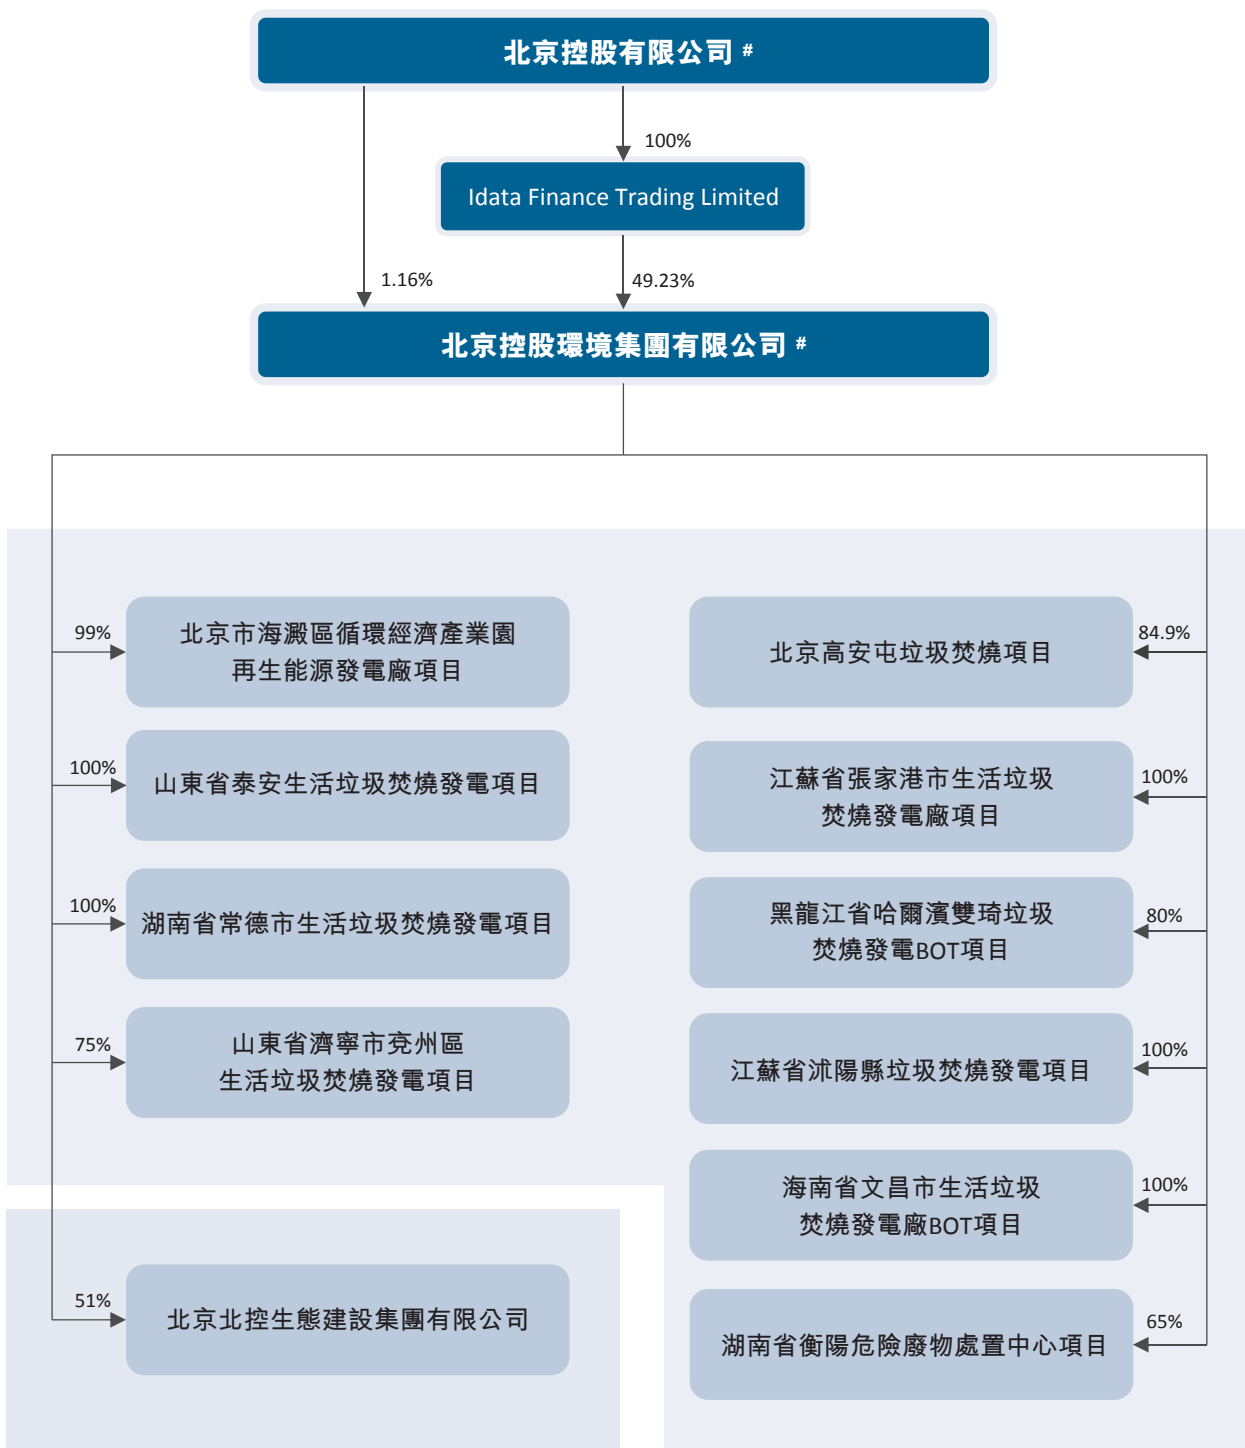 北京控股有限公司 #
100%
Idata Finance Trading Limited
1.16%
49.23%
北京控股環境集團有限公司 #
99%
北京市海澱區循環經濟產業園
再生能源發電廠項目
100%
山東省泰安生活垃圾焚燒發電項目
100%
湖南省常德市生活垃圾焚燒發電項目
75%
山東省濟寧市兗州區
生活垃圾焚燒發電項目
51%
北京北控生態建設集團有限公司
84.9%
北京高安屯垃圾焚燒項目
100%
江蘇省張家港市生活垃圾
焚燒發電廠項目
80%
黑龍江省哈爾濱雙琦垃圾
焚燒發電BOT項目
100%
江蘇省沭陽縣垃圾焚燒發電項目
100%
海南省文昌市生活垃圾
焚燒發電廠BOT項目
65%
湖南省衡陽危險廢物處置中心項目